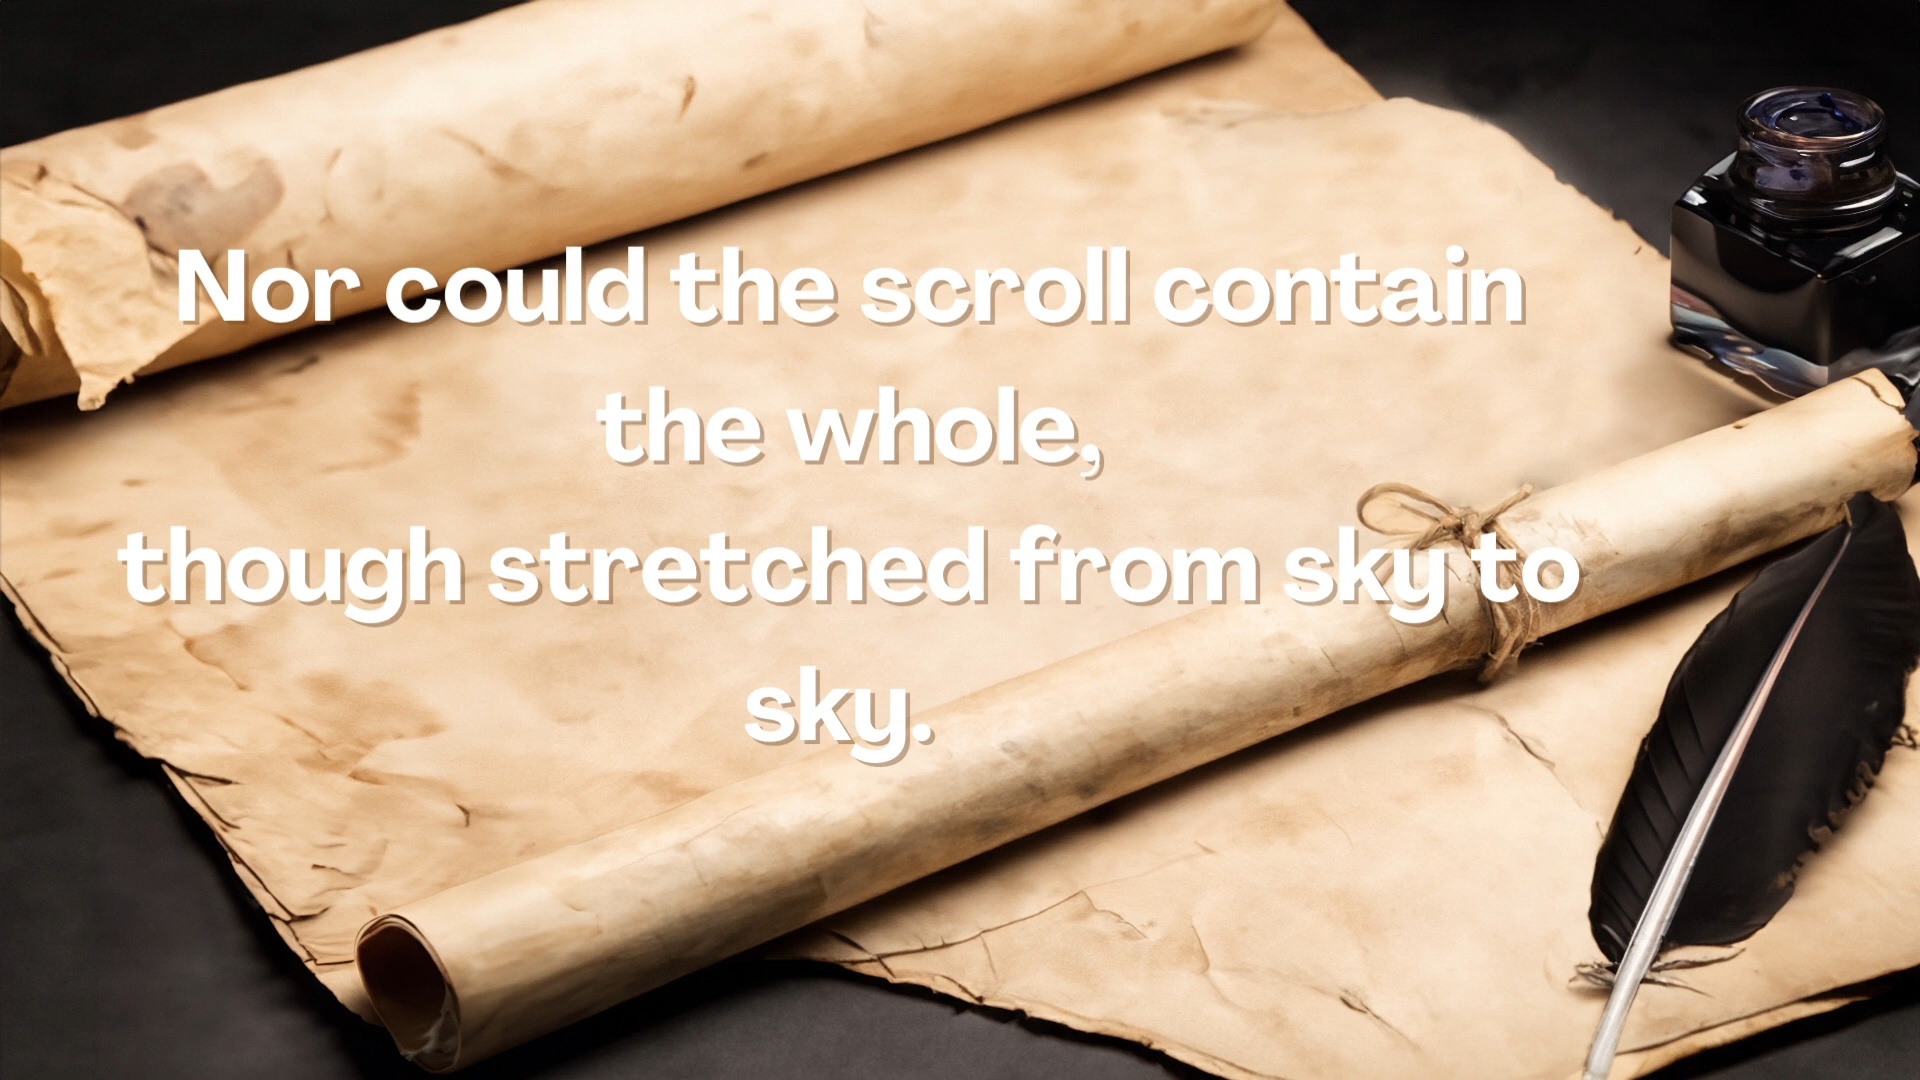 Nor could the scroll contain
the whole,
though stretched from sky to
sky.